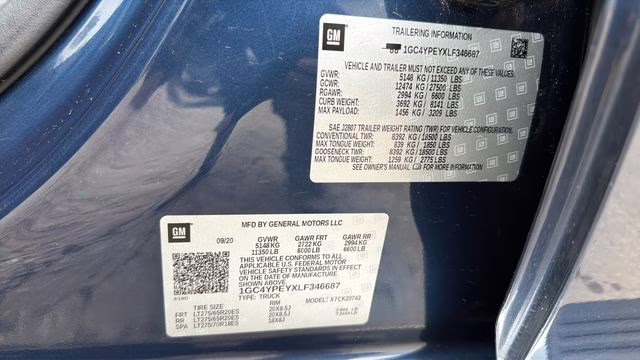 GM
TRAILERING INFORMATION
1GC4YPEYXLF346687
VEHICLE AND TRAILER MUST NOT EXCEED ANY OF THESE VALUES.
GVWR: 5148 KG/11350 LBS
GCWR: 12474 KG/27500 LBS
RGAWR: 2994 KG/ 6600 LBS
CURB WEIGHT: 3692 KG/ 8141 LBS
MAX PAYLOAD: 1456 KG/ 3209 LBS
SAE J2807 TRAILER WEIGHT RATING (TWR) FOR VEHICLE CONFIGURATION.
CONVENTIONAL TWR: 8392 KG/18500 LBS
MAX TONGUE WEIGHT: 839 KG/ 1850 LBS
GOOSENECK TWR: 8392 KG/18500 LBS
MAX TONGUE WEIGHT: 1259 KG/ 2775 LBS
SEE OWNER'S MANUAL FOR MORE INFORMATION
GM
MFD BY GENERAL MOTORS LLC
09/20 GVWR GAWR FRT GAWR RR
5148 KG 2722 KG 2994 KG
11350 LB 6000 LB 6600 LB
THIS VEHICLE CONFORMS TO ALL
APPLICABLE U.S. FEDERAL MOTOR
VEHICLE SAFETY STANDARDS IN
EFFECT ON THE DATE OF MANUFACTURE
SHOWN ABOVE.
1GC4YPEYXLF346687
TYPE: TRUCK MODEL: X7CK20743
TIRE SIZE RIM
FRT LT275/65R20ES 20X8.5J
RR LT275/65R20ES 20X8.5J
SPA LT275/70R18ES 18X8J